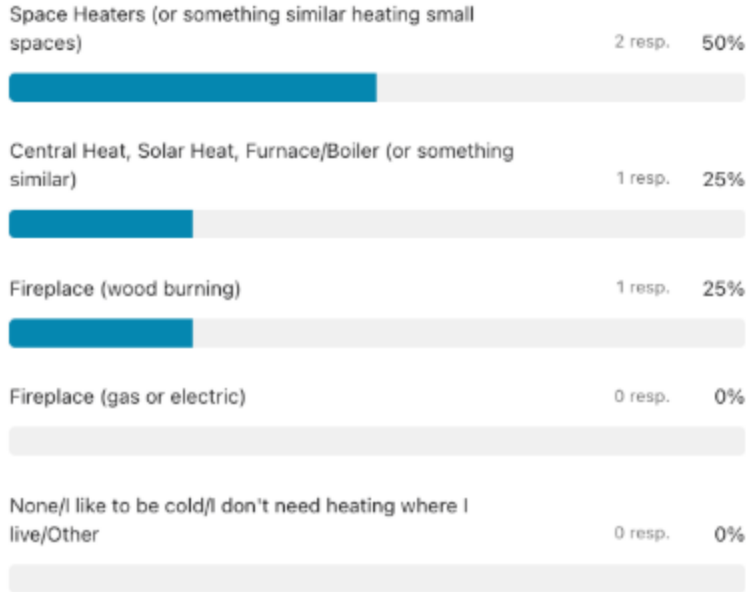 Space Heaters (or something similar heating small
spaces) 2 resp. 50%
Central Heat, Solar Heat, Furnace/Boiler (or something
similar) 1 resp. 25%
Fireplace (wood burning) 1 resp. 25%
Fireplace (gas or electric) 0 resp. 0%
None/I like to be cold/I don't need heating where I
live/Other 0 resp. 0%